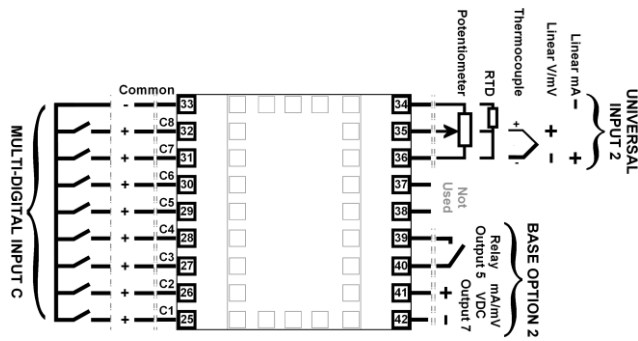 Common
- 33
C8 + 32
C7 + 31
C6 + 30
C5 + 29
C4 + 28
C3 + 27
C2 + 26
C1 + 25
MULTI-DIGITAL INPUT C
34
35
36
37
38
39
40
41 +
42 -
Potentiometer
RTD
Thermocouple
+
-
Linear V/mV
+
−
Linear mA
−
+
UNIVERSAL
INPUT 2
Not
Used
Relay
Output 5
mA/mV
VDC
Output 7
BASE OPTION 2